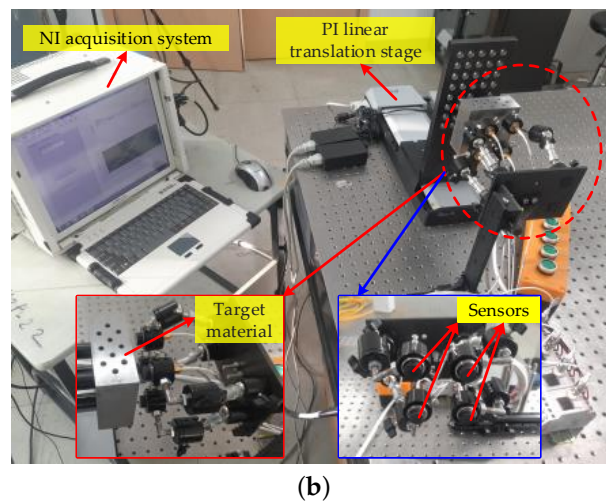 NI acquisition system
PI linear
translation stage
Target
material
Sensors
(b)